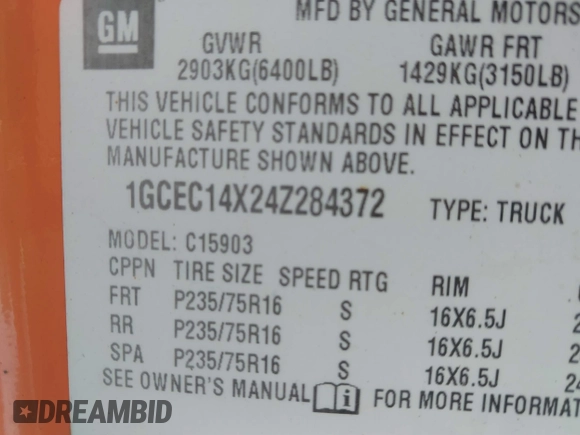 GM
MFD BY GENERAL MOTORS
GVWR GAWR FRT
2903KG(6400LB) 1429KG(3150LB)
THIS VEHICLE CONFORMS TO ALL APPLICABLE
VEHICLE SAFETY STANDARDS IN EFFECT ON
MANUFACTURE SHOWN ABOVE.
1GCEC14X24Z284372 TYPE: TRUCK
MODEL: C15903
CPPN TIRE SIZE SPEED RTG RIM
FRT P235/75R16 S 16X6.5J
RR P235/75R16 S 16X6.5J
SPA P235/75R16 S 16X6.5J
SEE OWNER'S MANUAL FOR MORE
DREAMBID